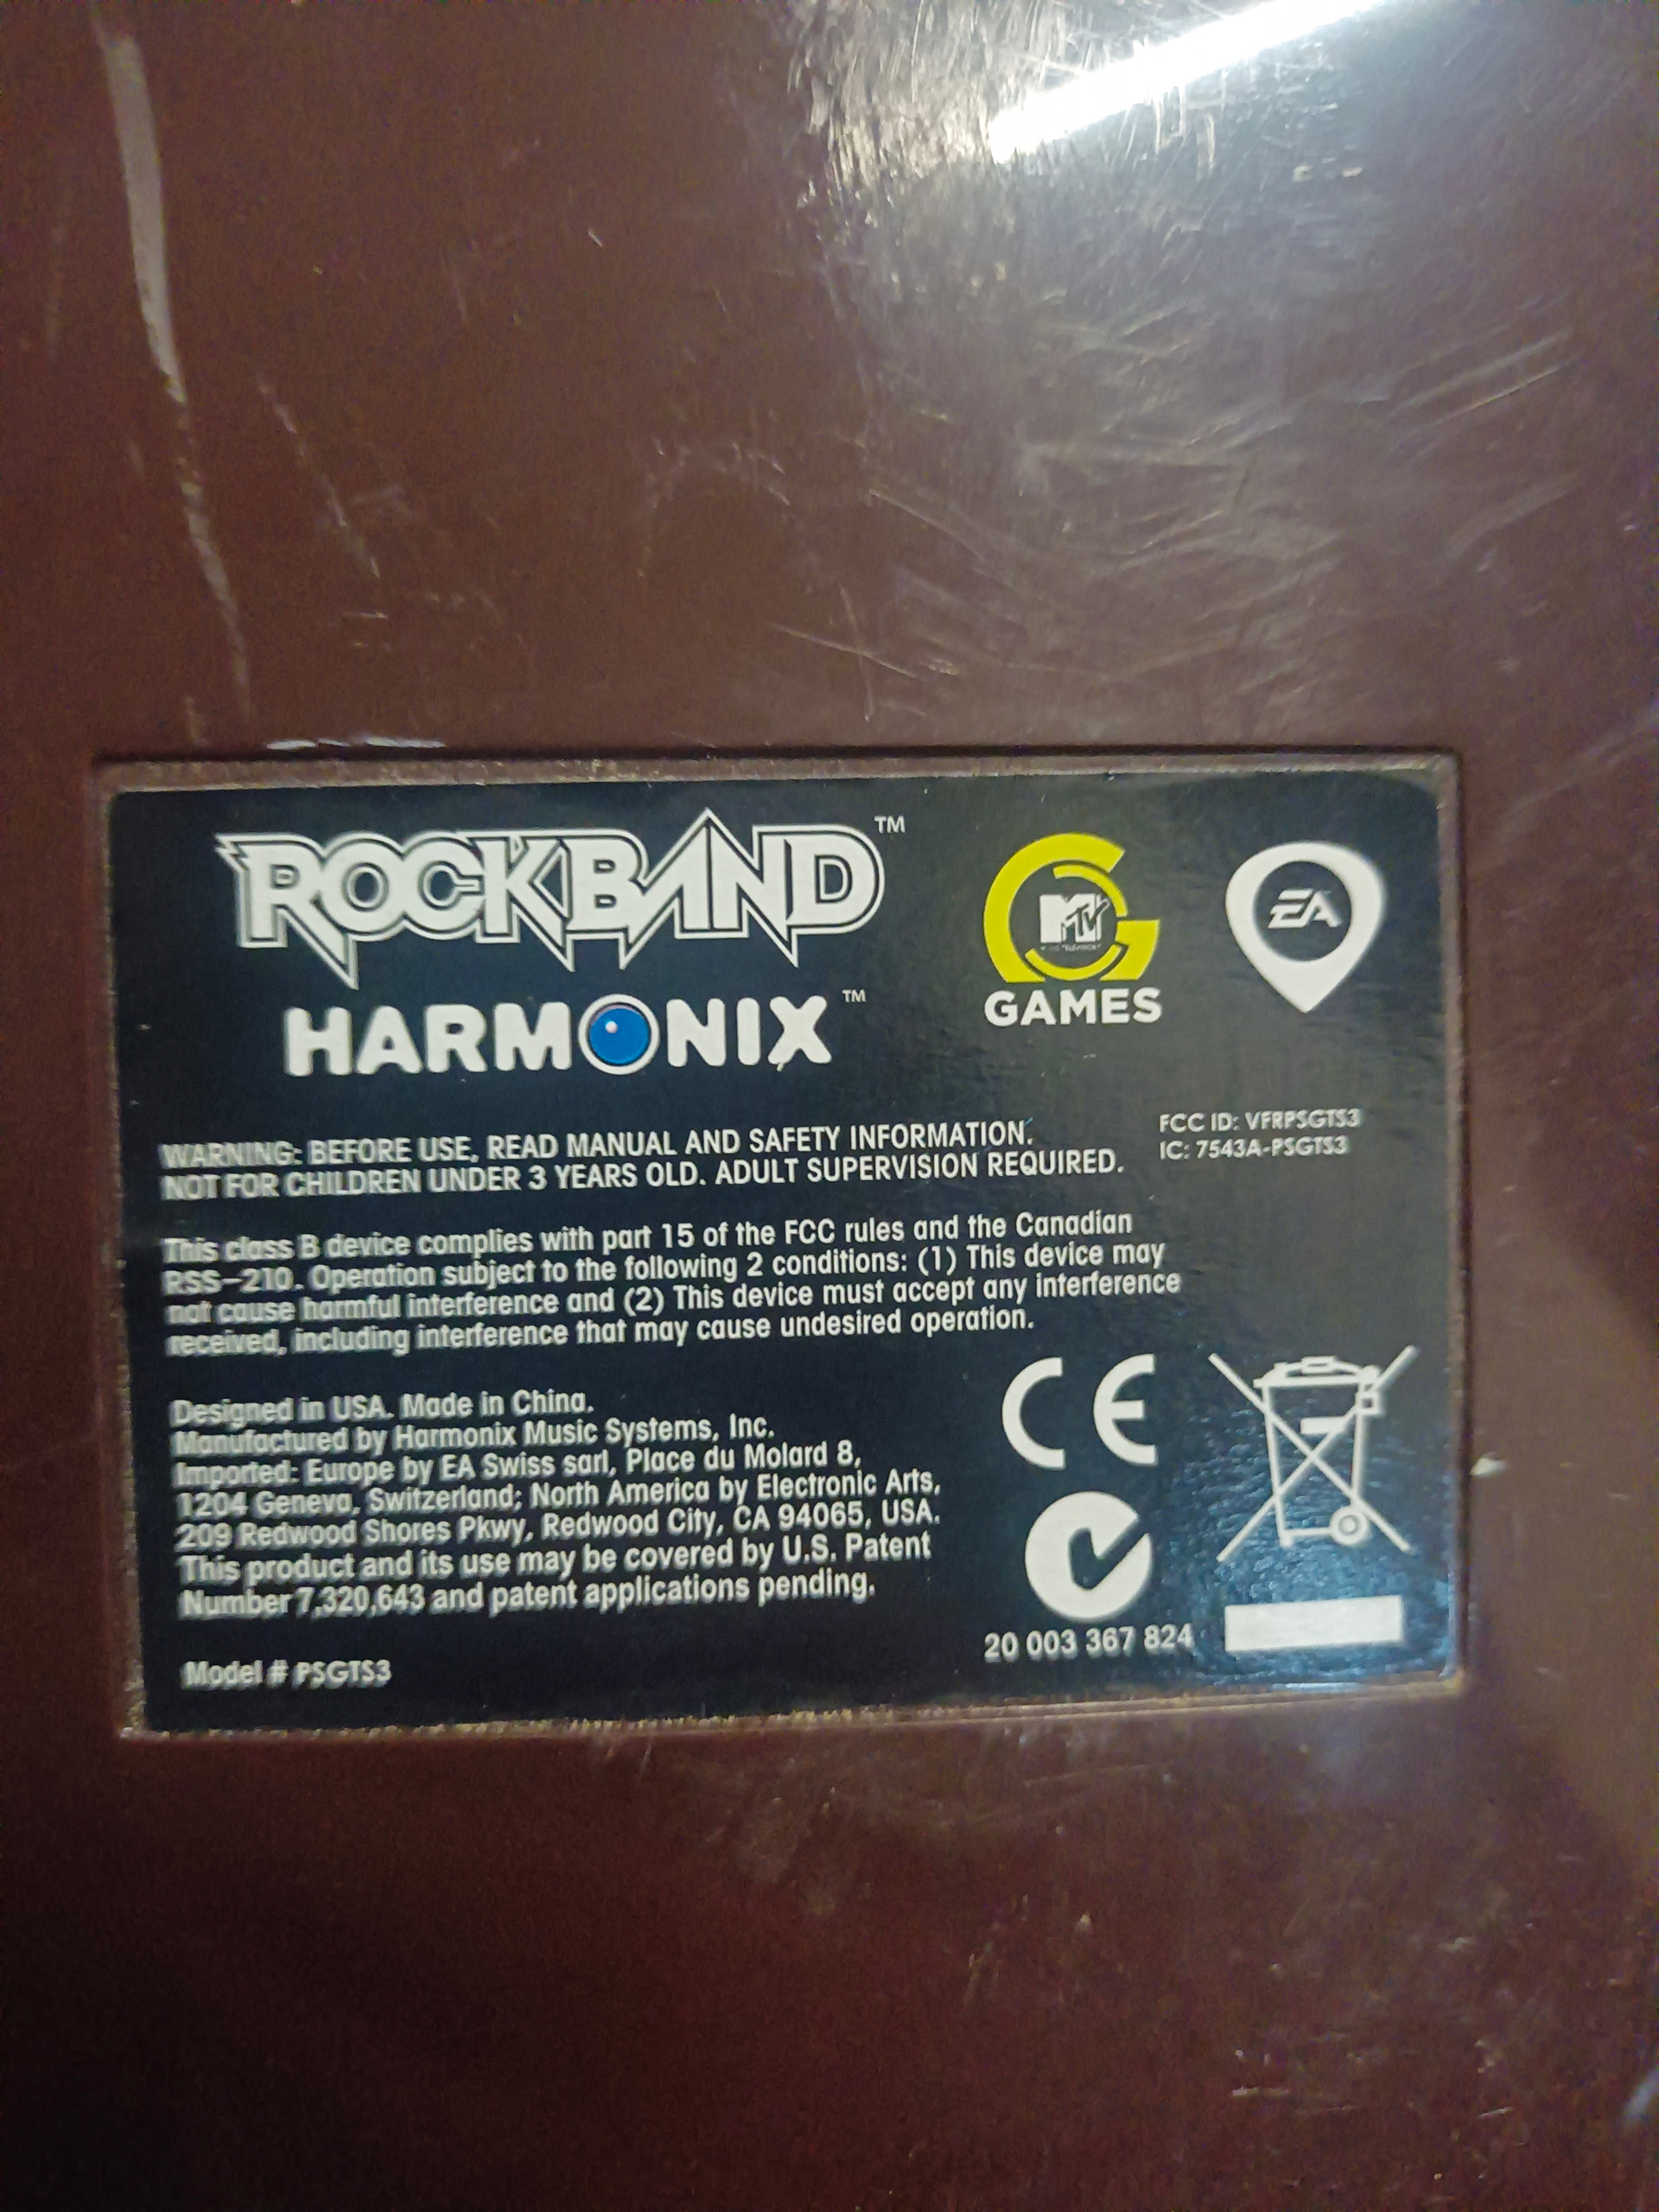 ROCKBAND™
HARMONIX™
MTV
MUSIC TELEVISION
GAMES
EA
WARNING: BEFORE USE, READ MANUAL AND SAFETY INFORMATION.
NOT FOR CHILDREN UNDER 3 YEARS OLD. ADULT SUPERVISION REQUIRED.
FCC ID: VFRPSGTS3
IC: 7543A-PSGTS3
This class B device complies with part 15 of the FCC rules and the Canadian
RSS-210. Operation subject to the following 2 conditions: (1) This device may
not cause harmful interference and (2) This device must accept any interference
received, including interference that may cause undesired operation.
Designed in USA. Made in China.
Manufactured by Harmonix Music Systems, Inc.
Imported: Europe by EA Swiss sarl, Place du Molard 8,
1204 Geneva, Switzerland; North America by Electronic Arts,
209 Redwood Shores Pkwy, Redwood City, CA 94065, USA.
This product and its use may be covered by U.S. Patent
Number 7,320,643 and patent applications pending.
Model # PSGTS3
CE
20 003 367 824